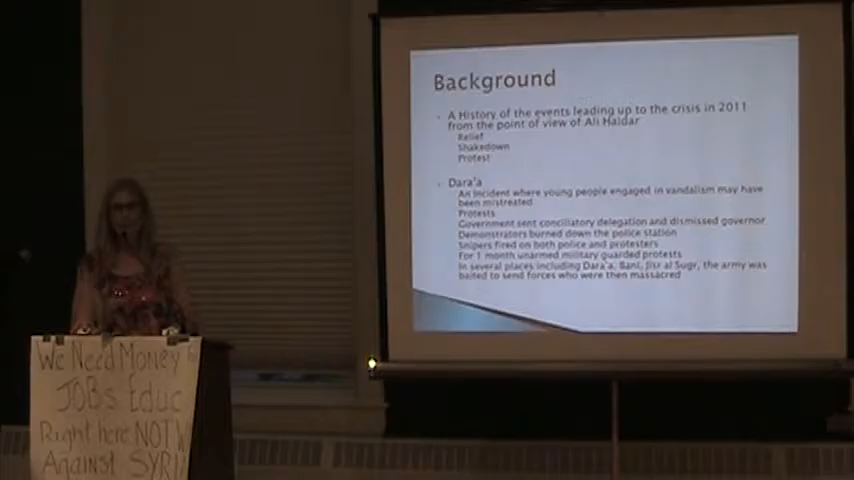 Background
A History of the events leading up to the crisis in 2011
from the point of view of Ali Haidar
Relief
Shakedown
Protest
Dara'a
An Incident where young people engaged in vandalism may have
been mistreated
Protests
Government sent conciliatory delegation and dismissed governor
Demonstrators burned down the police station
Snipers fired on both police and protesters
For 1 month unarmed military guarded protests
In several places including Dara'a, Bani, Jisr al Sugr, the army was
baited to send forces who were then massacred
We Need Money
JOBs Educ
Right here NOT
Against SYRI